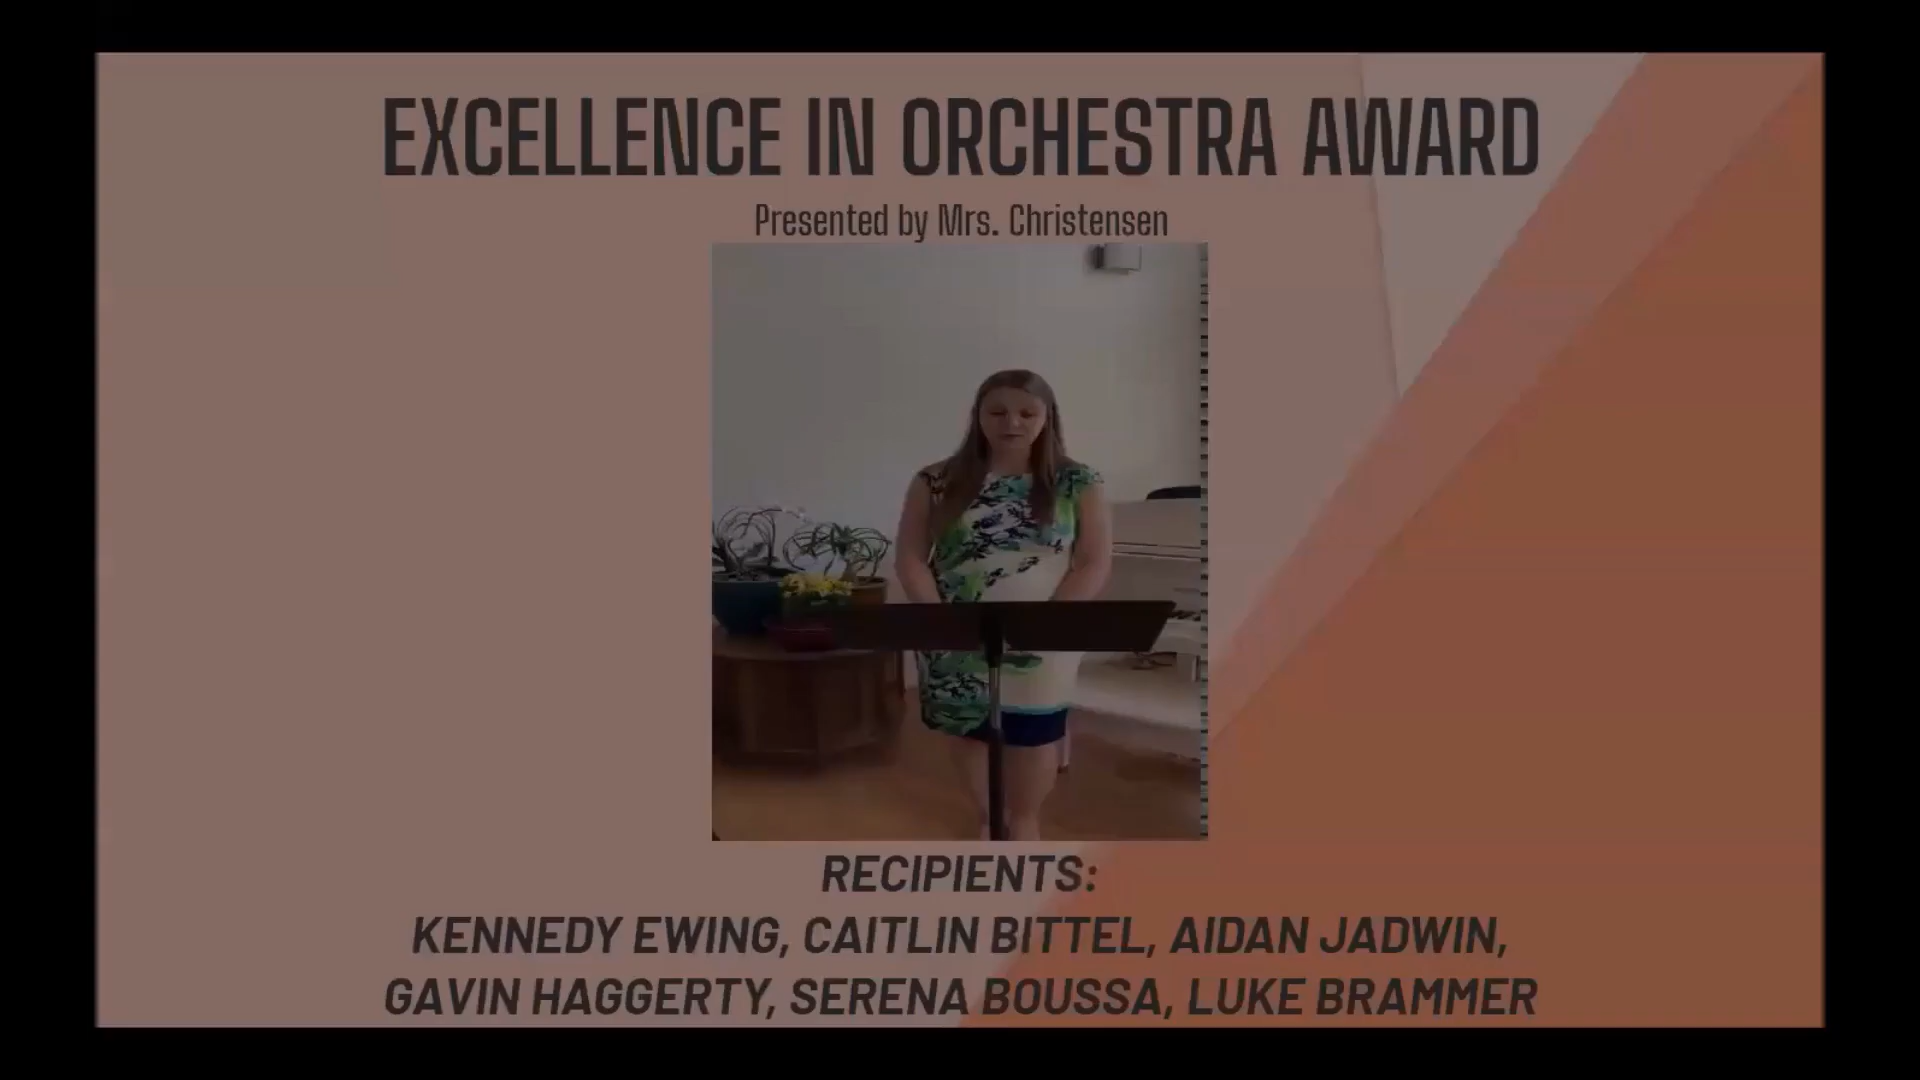 EXCELLENCE IN ORCHESTRA AWARD
Presented by Mrs. Christensen
RECIPIENTS:
KENNEDY EWING, CAITLIN BITTEL, AIDAN JADWIN,
GAVIN HAGGERTY, SERENA BOUSSA, LUKE BRAMMER